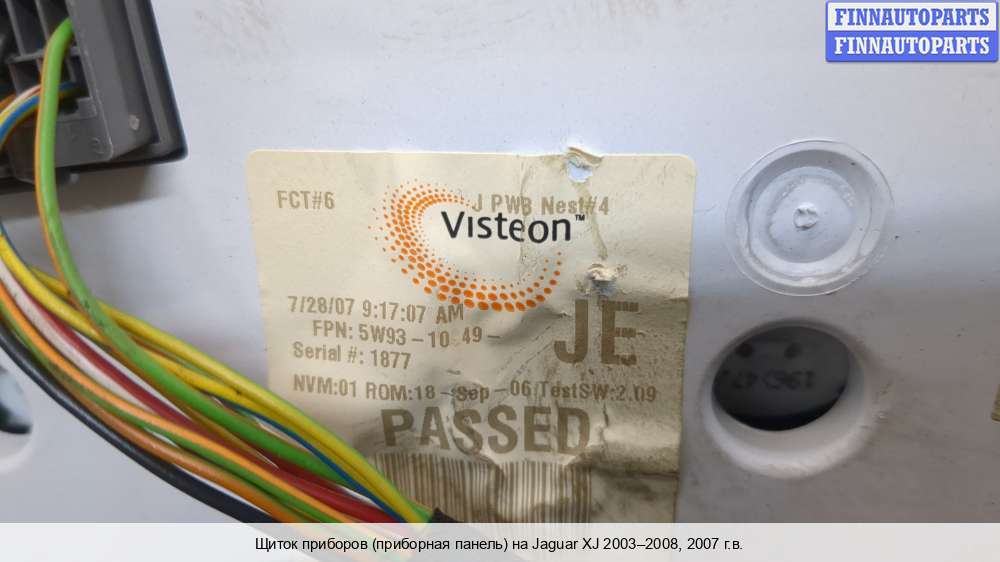 FINNAUTOPARTS
FINNAUTOPARTS
FCT#6
J PWB Nest#4
Visteon™
7/28/07 9:17:07 AM
FPN: 5W93-10 49-
JE
Serial #: 1877
NVM:01 ROM:18-Sep-06 TestSW:2.09
PASSED
Щиток приборов (приборная панель) на Jaguar XJ 2003–2008, 2007 г.в.